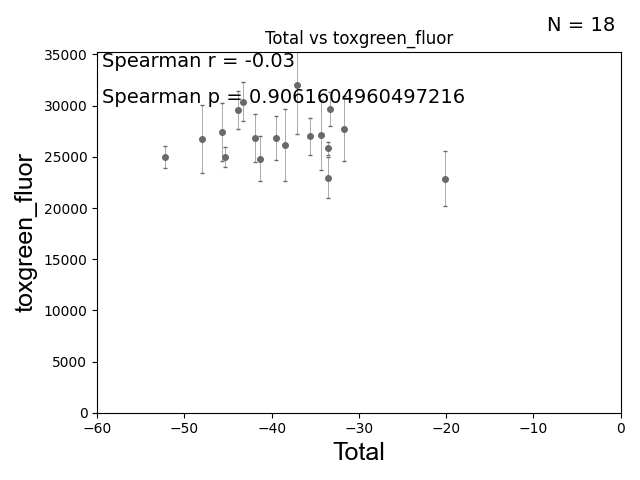 N = 18
Total vs toxgreen_fluor
Spearman r = -0.03
Spearman p = 0.9061604960497216
35000
30000
25000
20000
15000
10000
5000
0
toxgreen_fluor
−60
−50
−40
−30
−20
−10
0
Total